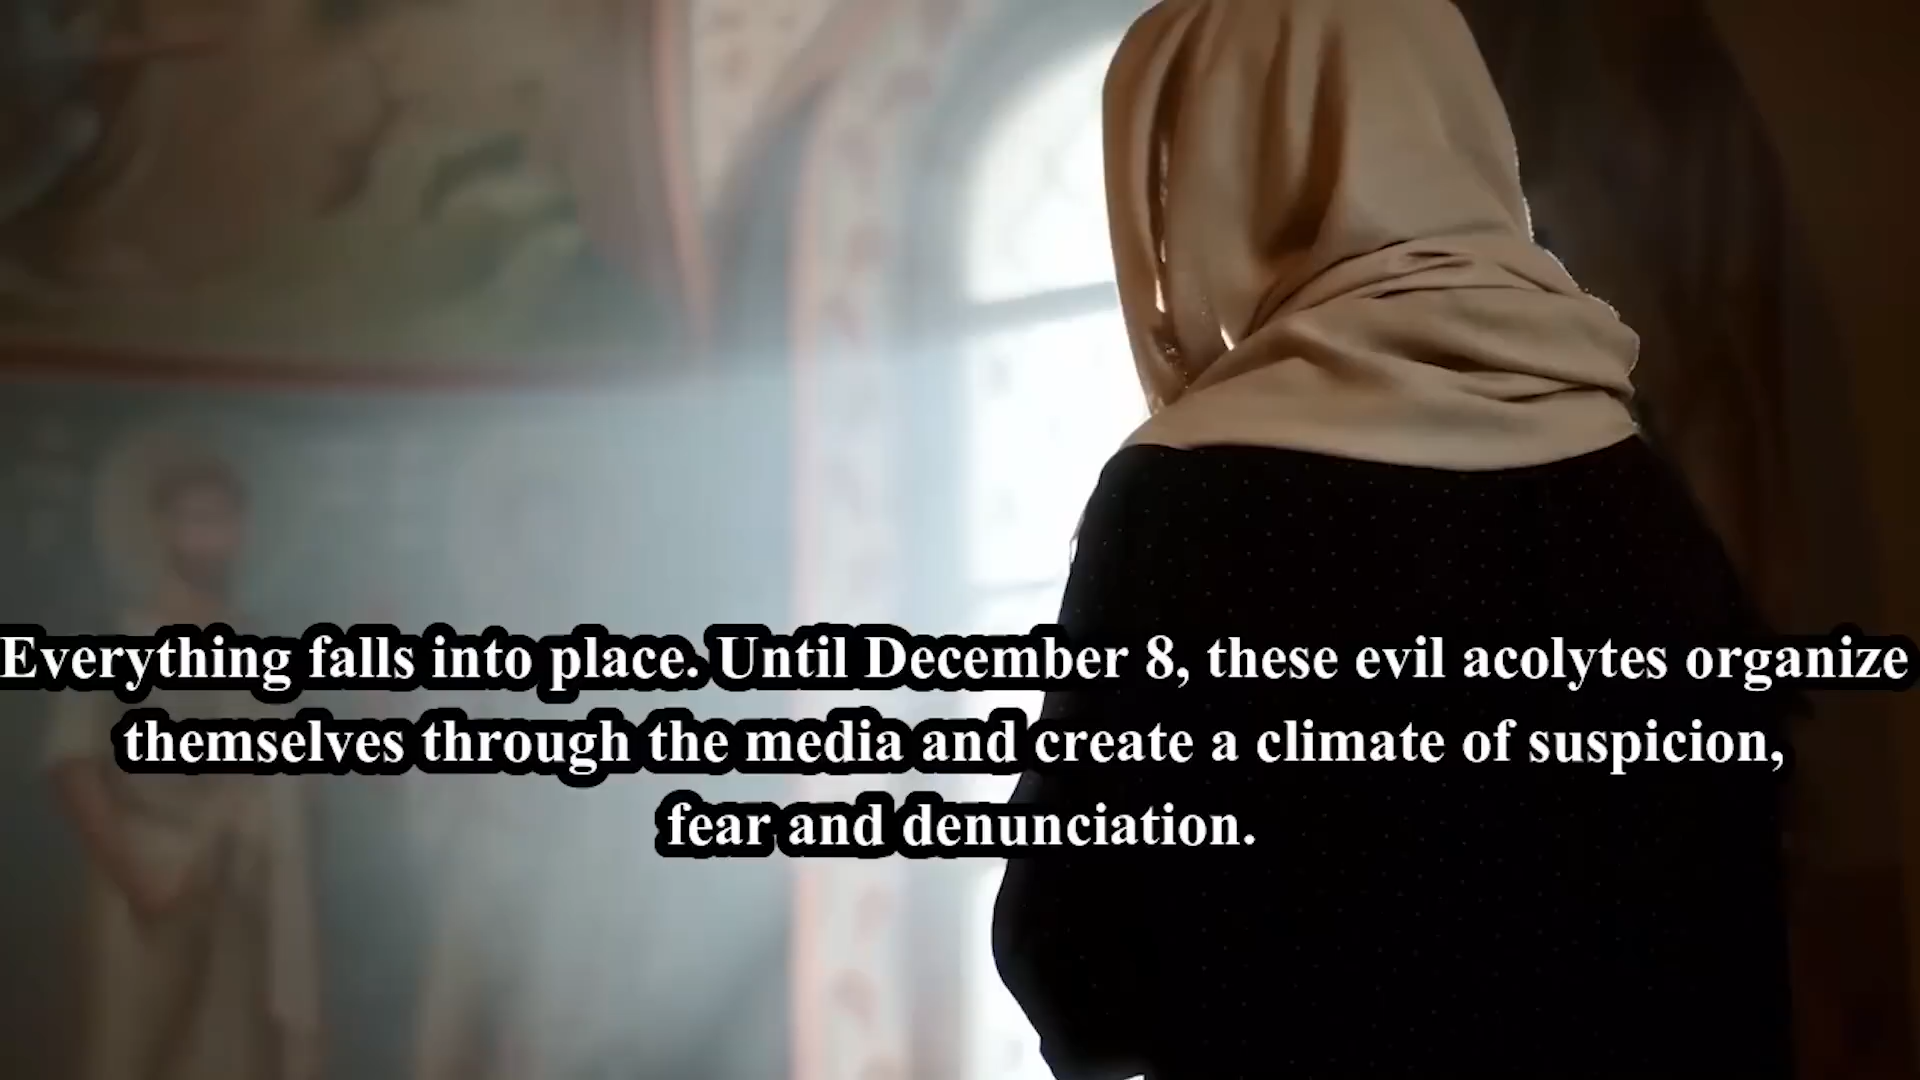 Everything falls into place. Until December 8, these evil acolytes organize
themselves through the media and create a climate of suspicion,
fear and denunciation.